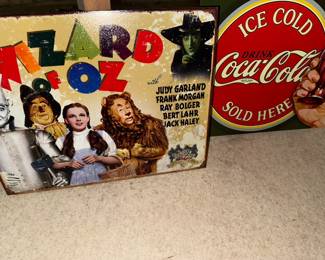 WIZARD
OF OZ
with
JUDY GARLAND
FRANK MORGAN
RAY BOLGER
BERT LAHR
JACK HALEY
ICE COLD
DRINK
Coca-Cola
SOLD HERE